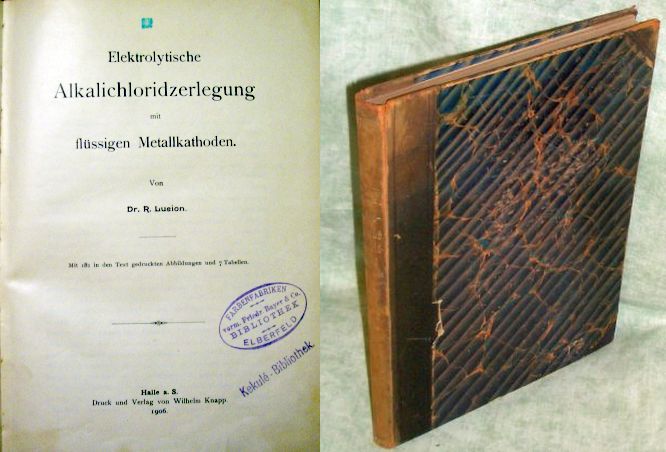 Elektrolytische
Alkalichloridzerlegung
mit
flüssigen Metallkathoden.
Von
Dr. R. Lucion.
Mit 181 in den Text gedruckten Abbildungen und 7 Tabellen.
FARBENFABRIKEN
vorm. Friedr. Bayer & Co.
BIBLIOTHEK
ELBERFELD
Kekulé-Bibliothek
Halle a. S.
Druck und Verlag von Wilhelm Knapp.
1906.